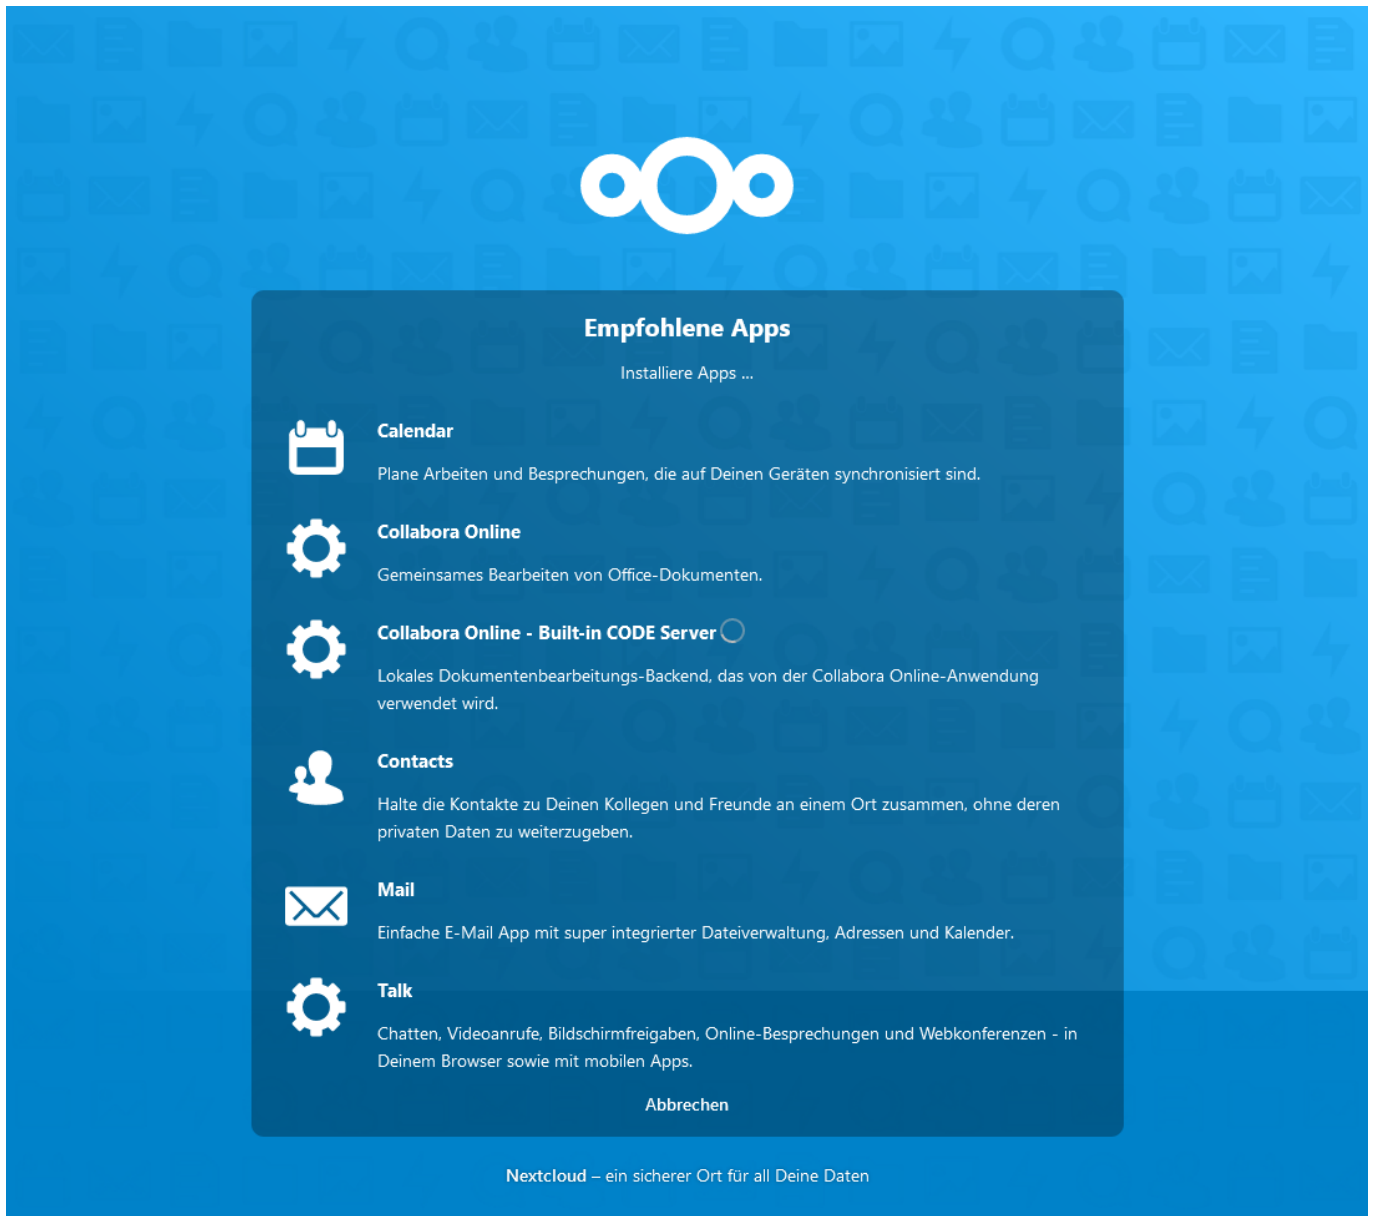 Empfohlene Apps
Installiere Apps ...
Calendar
Plane Arbeiten und Besprechungen, die auf Deinen Geräten synchronisiert sind.
Collabora Online
Gemeinsames Bearbeiten von Office-Dokumenten.
Collabora Online - Built-in CODE Server
Lokales Dokumentenbearbeitungs-Backend, das von der Collabora Online-Anwendung
verwendet wird.
Contacts
Halte die Kontakte zu Deinen Kollegen und Freunde an einem Ort zusammen, ohne deren
privaten Daten zu weiterzugeben.
Mail
Einfache E-Mail App mit super integrierter Dateiverwaltung, Adressen und Kalender.
Talk
Chatten, Videoanrufe, Bildschirmfreigaben, Online-Besprechungen und Webkonferenzen - in
Deinem Browser sowie mit mobilen Apps.
Abbrechen
Nextcloud – ein sicherer Ort für all Deine Daten